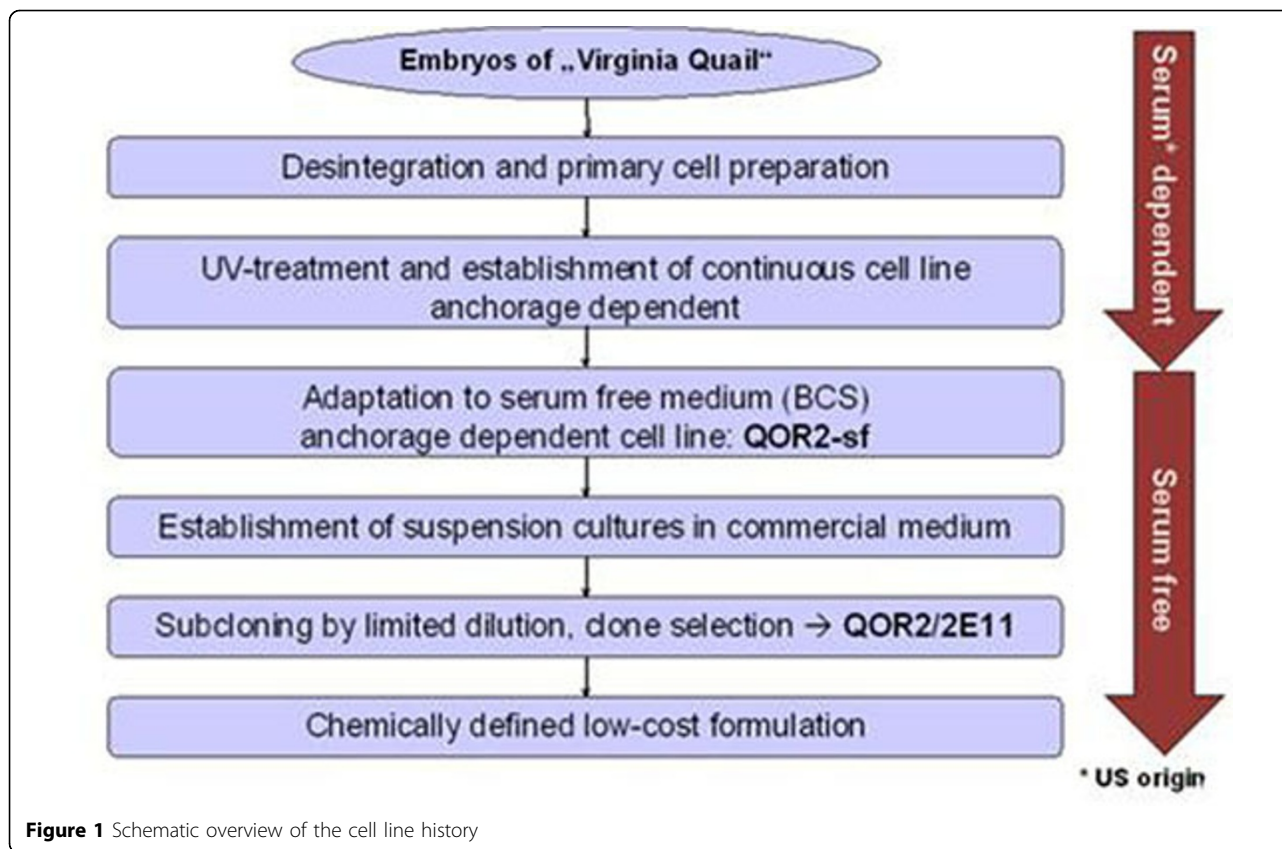 Embryos of „Virginia Quail“
Desintegration and primary cell preparation
UV-treatment and establishment of continuous cell line
anchorage dependent
Adaptation to serum free medium (BCS)
anchorage dependent cell line: QOR2-sf
Establishment of suspension cultures in commercial medium
Subcloning by limited dilution, clone selection → QOR2/2E11
Chemically defined low-cost formulation
Serum* dependent
Serum free
* US origin
Figure 1 Schematic overview of the cell line history